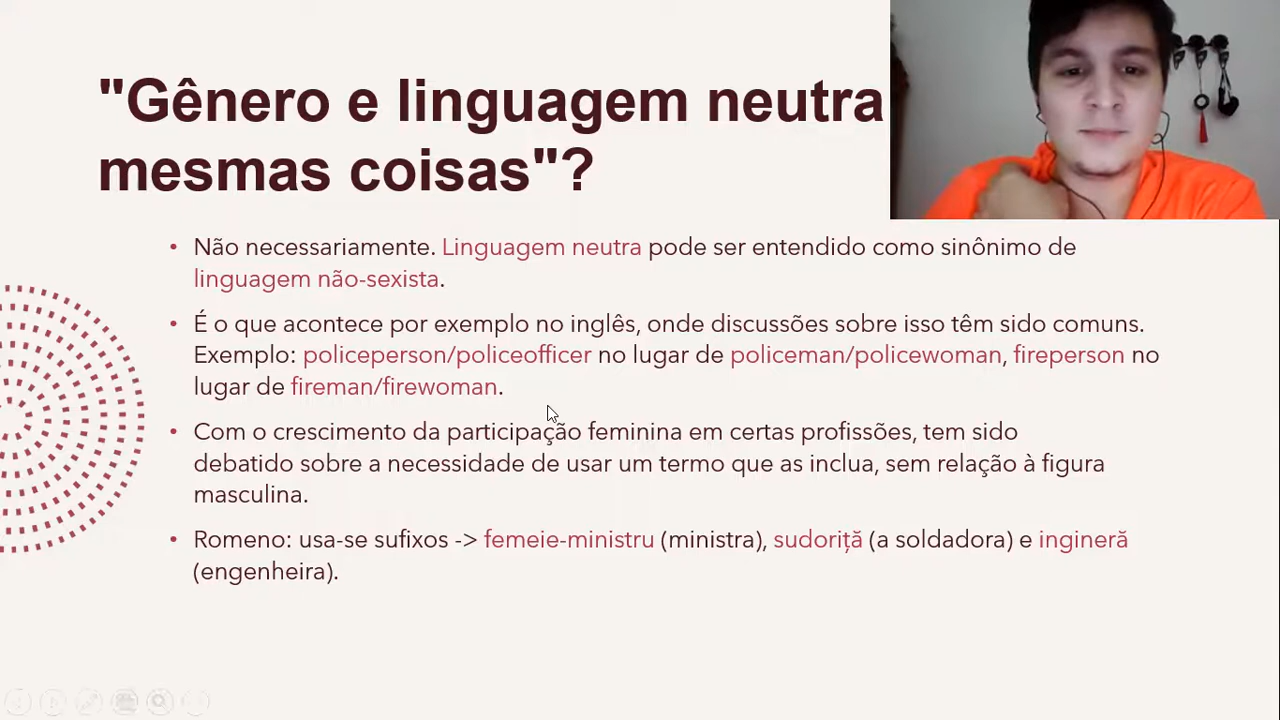 "Gênero e linguagem neutra
mesmas coisas"?
• Não necessariamente. Linguagem neutra pode ser entendido como sinônimo de
linguagem não-sexista.
• É o que acontece por exemplo no inglês, onde discussões sobre isso têm sido comuns.
Exemplo: policeperson/policeofficer no lugar de policeman/policewoman, fireperson no
lugar de fireman/firewoman.
• Com o crescimento da participação feminina em certas profissões, tem sido
debatido sobre a necessidade de usar um termo que as inclua, sem relação à figura
masculina.
• Romeno: usa-se sufixos -> femeie-ministru (ministra), sudoriță (a soldadora) e ingineră
(engenheira).